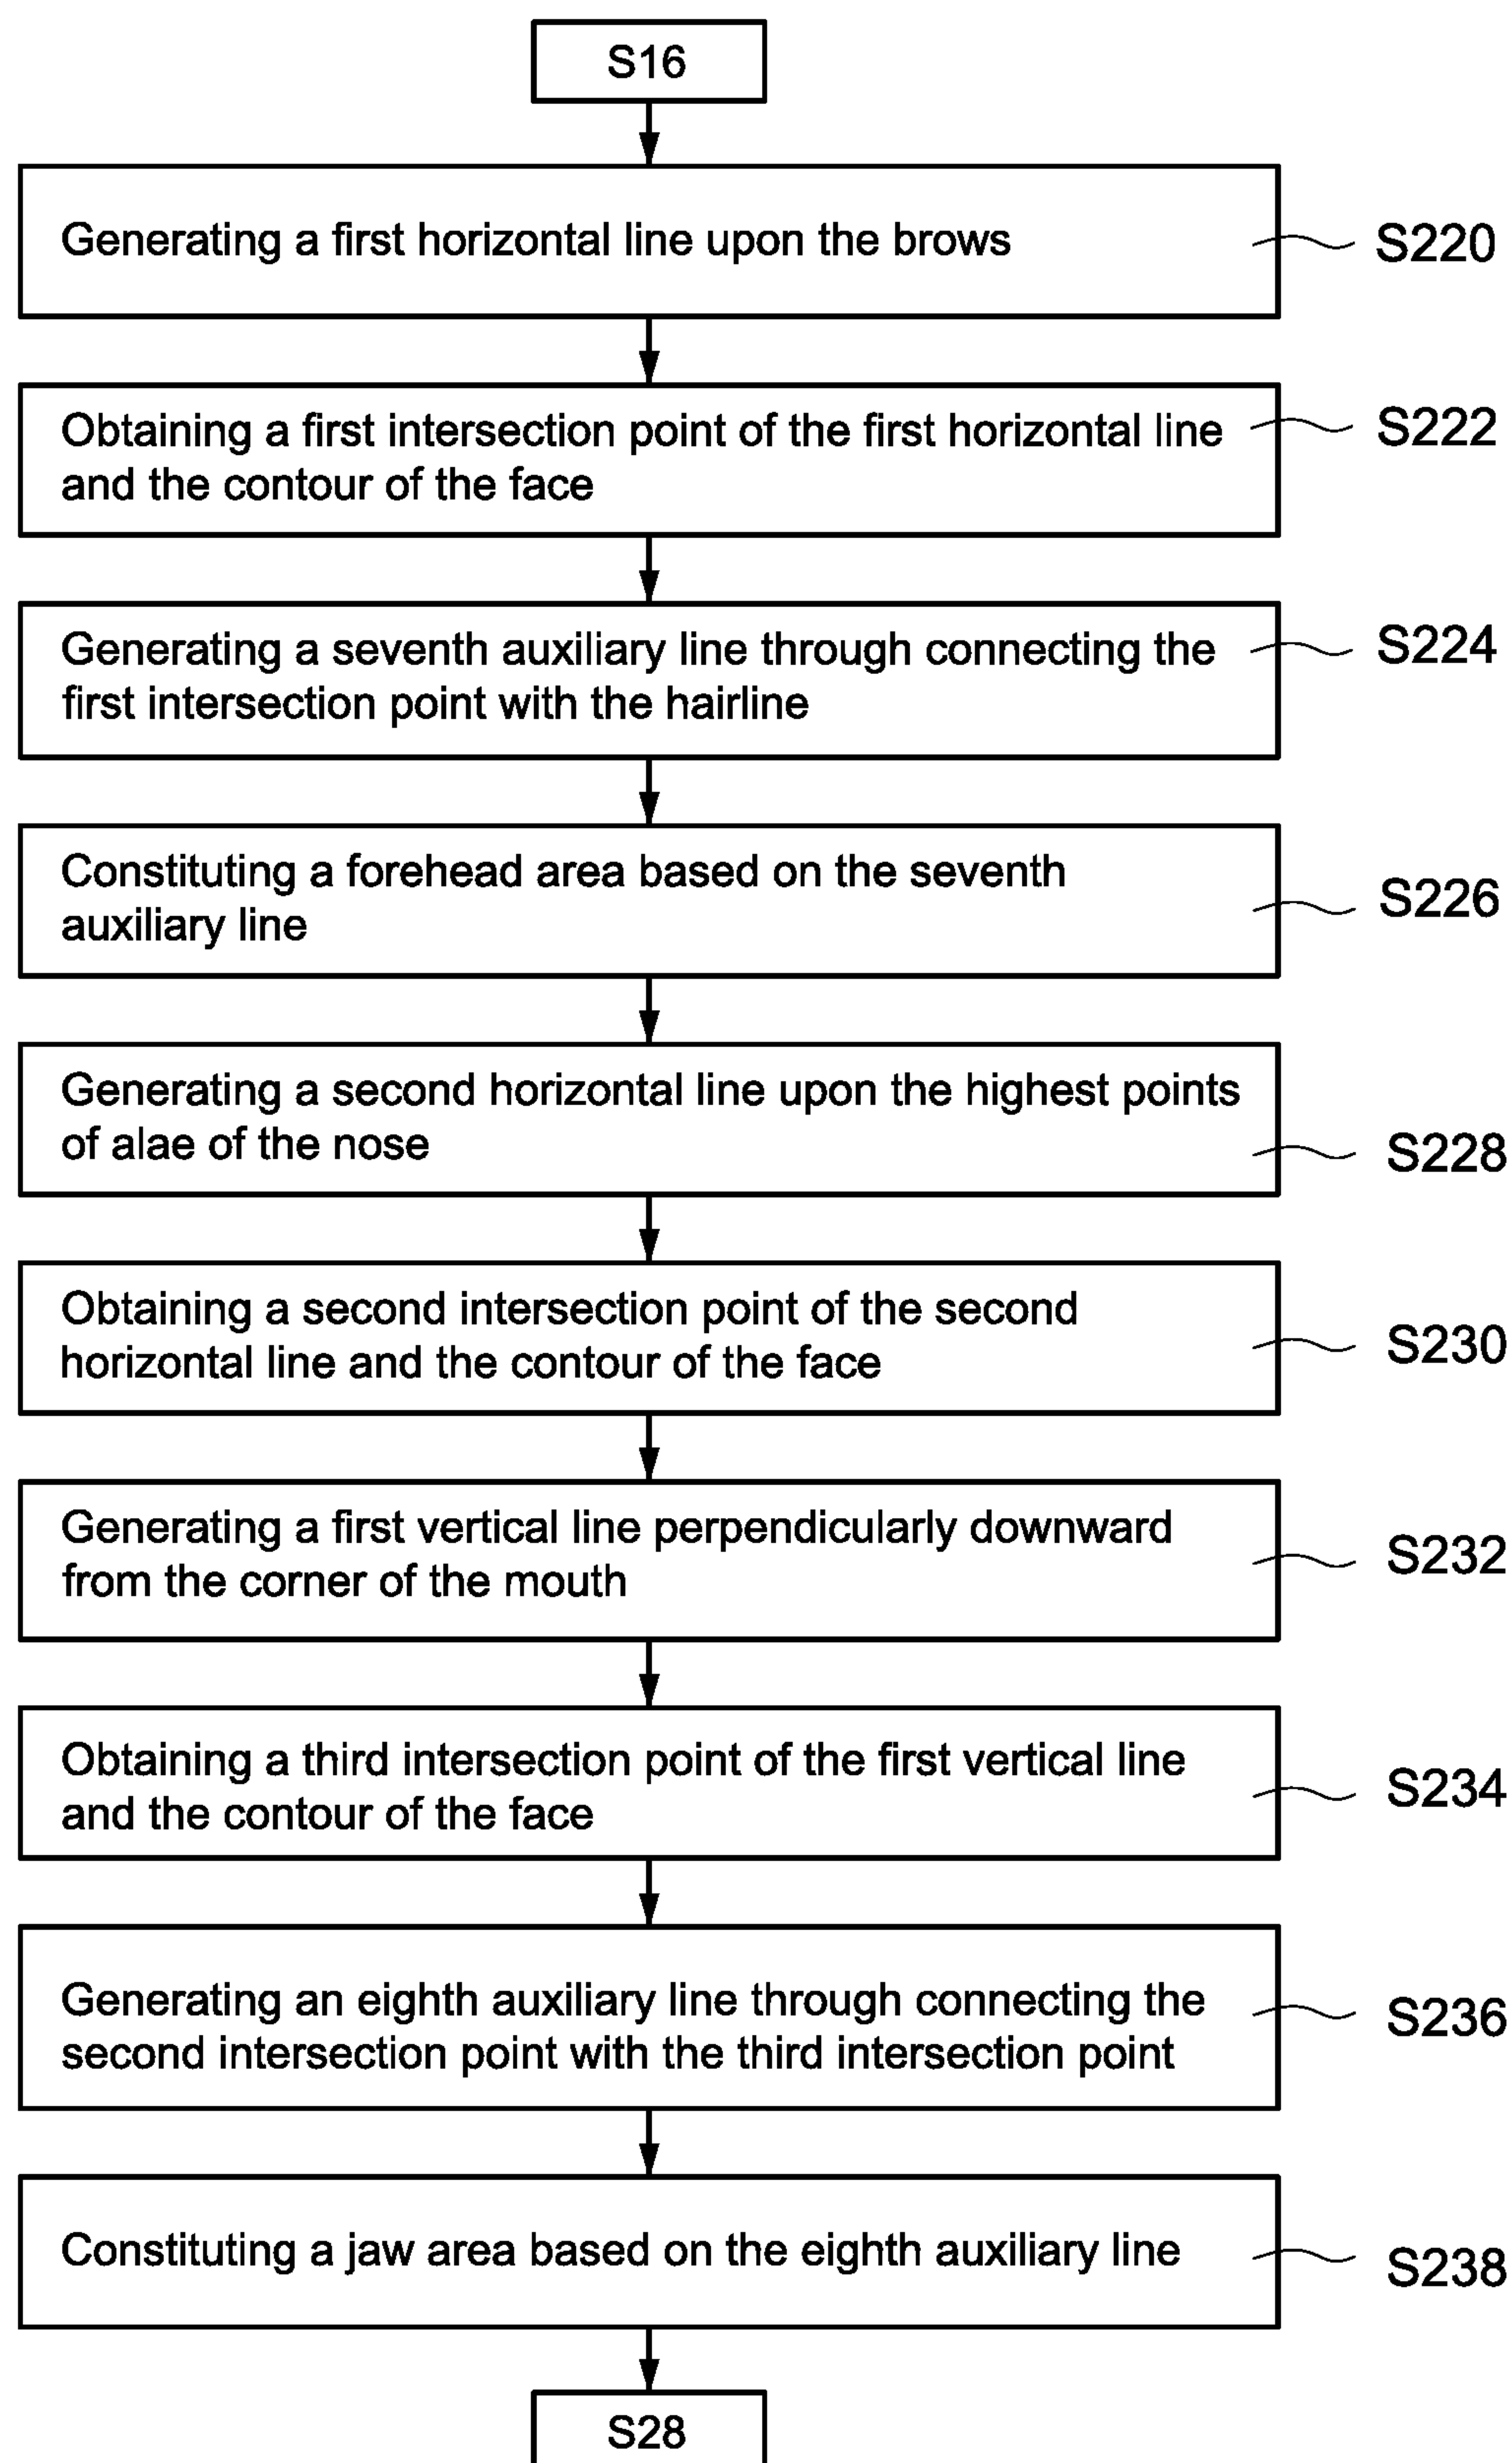 S16
Generating a first horizontal line upon the brows
S220
Obtaining a first intersection point of the first horizontal line
and the contour of the face
S222
Generating a seventh auxiliary line through connecting the
first intersection point with the hairline
S224
Constituting a forehead area based on the seventh
auxiliary line
S226
Generating a second horizontal line upon the highest points
of alae of the nose
S228
Obtaining a second intersection point of the second
horizontal line and the contour of the face
S230
Generating a first vertical line perpendicularly downward
from the corner of the mouth
S232
Obtaining a third intersection point of the first vertical line
and the contour of the face
S234
Generating an eighth auxiliary line through connecting the
second intersection point with the third intersection point
S236
Constituting a jaw area based on the eighth auxiliary line
S238
S28